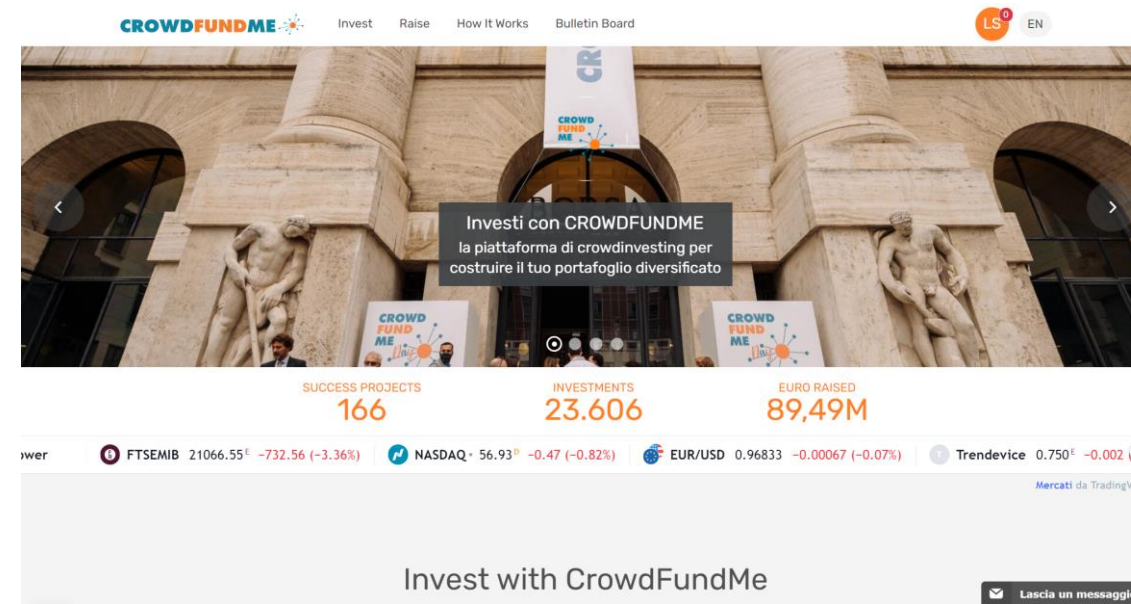 CROWDFUNDME
Invest
Raise
How It Works
Bulletin Board
LS
0
EN
CRO
CROWD
FUND
ME
Investi con CROWDFUNDME
la piattaforma di crowdinvesting per
costruire il tuo portafoglio diversificato
CROWD
FUND
ME
CROWD
FUND
ME
SUCCESS PROJECTS
166
INVESTMENTS
23.606
EURO RAISED
89,49M
ower
FTSEMIB 21066.55 E −732.56 (−3.36%)
NASDAQ 56.93 D −0.47 (−0.82%)
EUR/USD 0.96833 −0.00067 (−0.07%)
T Trendevice 0.750 E −0.002 (
Mercati da TradingV
Invest with CrowdFundMe
Lascia un messaggio